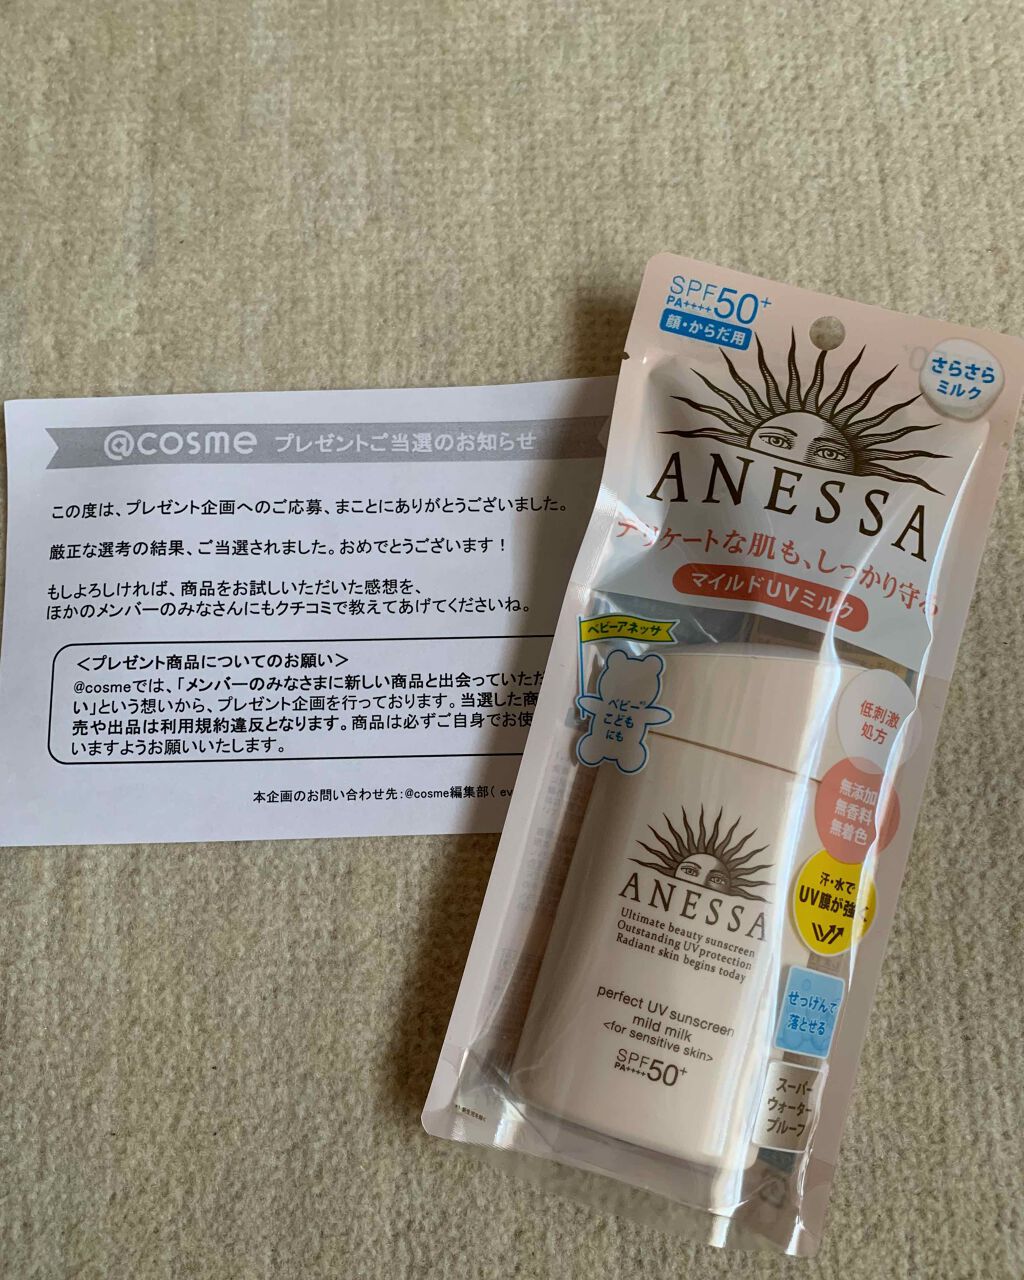 @cosme プレゼントご当選のお知らせ
この度は、プレゼント企画へのご応募、まことにありがとうございました。
厳正な選考の結果、ご当選されました。おめでとうございます！
もしよろしければ、商品をお試しいただいた感想を、
ほかのメンバーのみなさんにもクチコミで教えてあげてくださいね。
＜プレゼント商品についてのお願い＞
@cosmeでは、「メンバーのみなさまに新しい商品と出会っていただ
い」という想いから、プレゼント企画を行っております。当選した商
売や出品は利用規約違反となります。商品は必ずご自身でお使
いますようお願いいたします。
本企画のお問い合わせ先：@cosme編集部( ev
SPF50+
PA++++
顔・からだ用
さらさら
ミルク
ANESSA
デリケートな肌も、しっかり守る
マイルドUVミルク
ベビーアネッサ
ベビー
こども
にも
低刺激
処方
無添加
無香料
無着色
汗・水で
UV膜が強く
せっけんで
落とせる
スーパー
ウォーター
プルーフ
ANESSA
Ultimate beauty sunscreen
Outstanding UV protection
Radiant skin begins today
perfect UV sunscreen
mild milk
<for sensitive skin>
SPF50+
PA++++